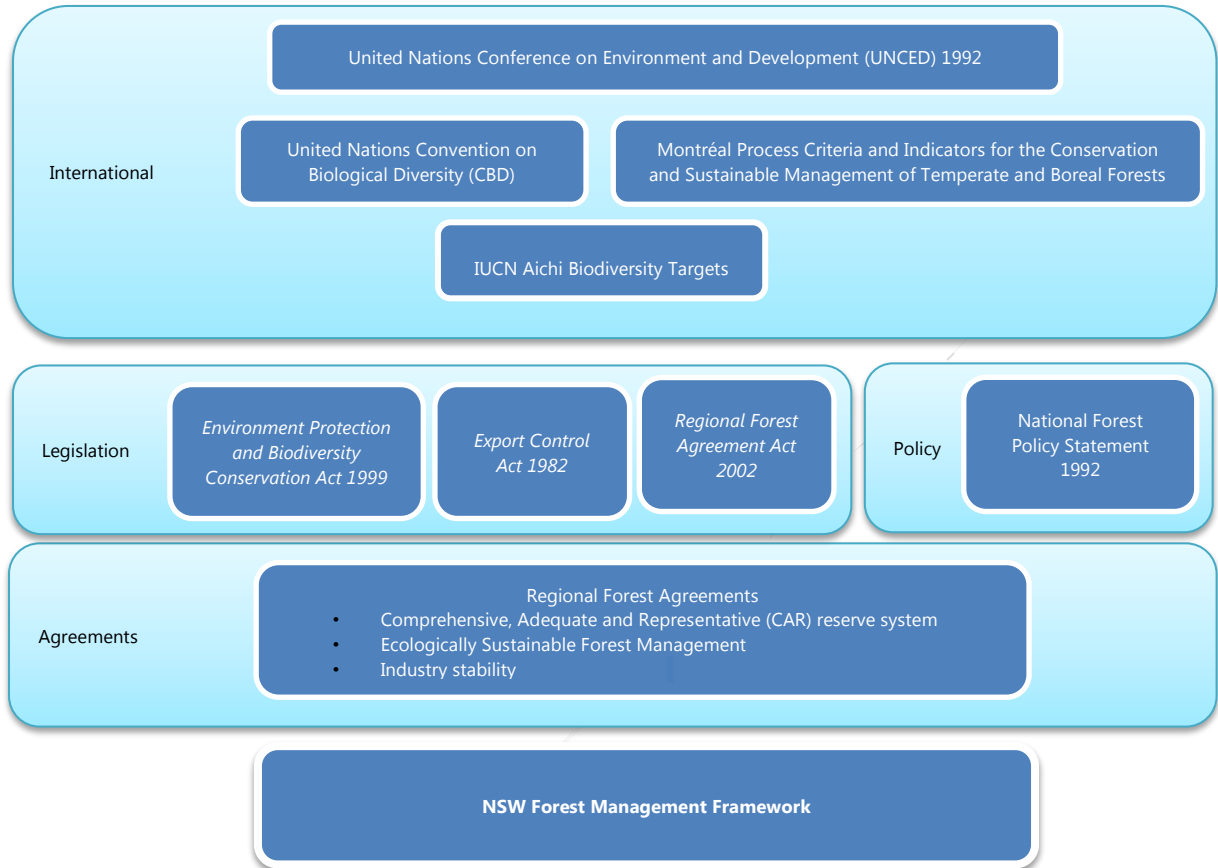 United Nations Conference on Environment and Development (UNCED) 1992
International
United Nations Convention on
Biological Diversity (CBD)
Montréal Process Criteria and Indicators for the Conservation
and Sustainable Management of Temperate and Boreal Forests
IUCN Aichi Biodiversity Targets
Legislation
Environment Protection
and Biodiversity
Conservation Act 1999
Export Control
Act 1982
Regional Forest
Agreement Act
2002
Policy
National Forest
Policy Statement
1992
Agreements
Regional Forest Agreements
• Comprehensive, Adequate and Representative (CAR) reserve system
• Ecologically Sustainable Forest Management
• Industry stability
NSW Forest Management Framework